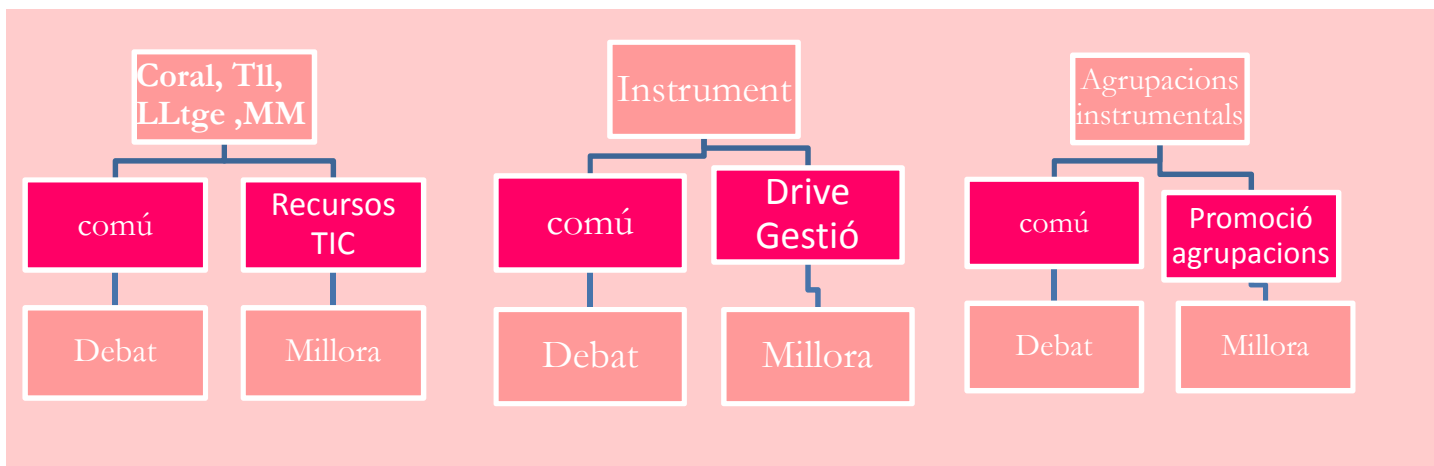 Coral, Tll,
LLtge ,MM
comú
Recursos
TIC
Debat
Millora
Instrument
comú
Drive
Gestió
Debat
Millora
Agrupacions
instrumentals
comú
Promoció
agrupacions
Debat
Millora